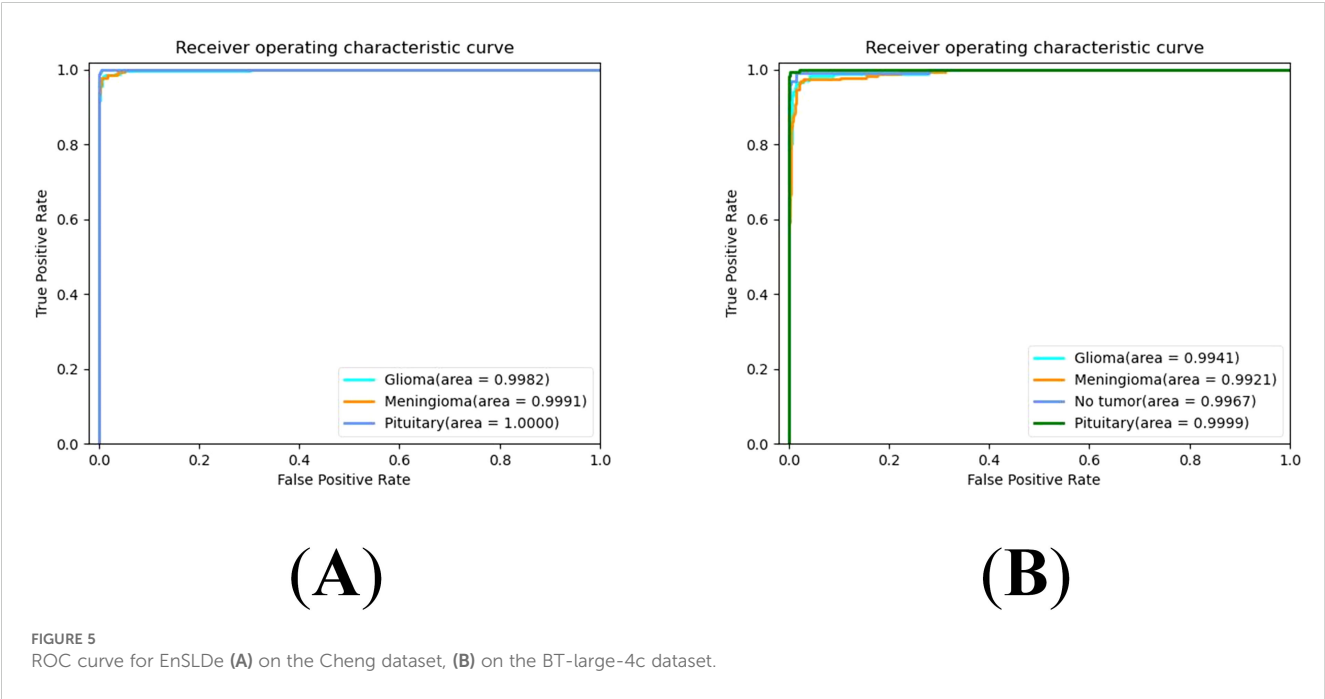 Receiver operating characteristic curve
1.0
0.8
0.6
0.4
0.2
0.0
True Positive Rate
Glioma(area = 0.9982)
Meningioma(area = 0.9991)
Pituitary(area = 1.0000)
0.0 0.2 0.4 0.6 0.8 1.0
False Positive Rate
(A)
Receiver operating characteristic curve
1.0
0.8
0.6
0.4
0.2
0.0
True Positive Rate
Glioma(area = 0.9941)
Meningioma(area = 0.9921)
No tumor(area = 0.9967)
Pituitary(area = 0.9999)
0.0 0.2 0.4 0.6 0.8 1.0
False Positive Rate
(B)
FIGURE 5
ROC curve for EnSLDe (A) on the Cheng dataset, (B) on the BT-large-4c dataset.